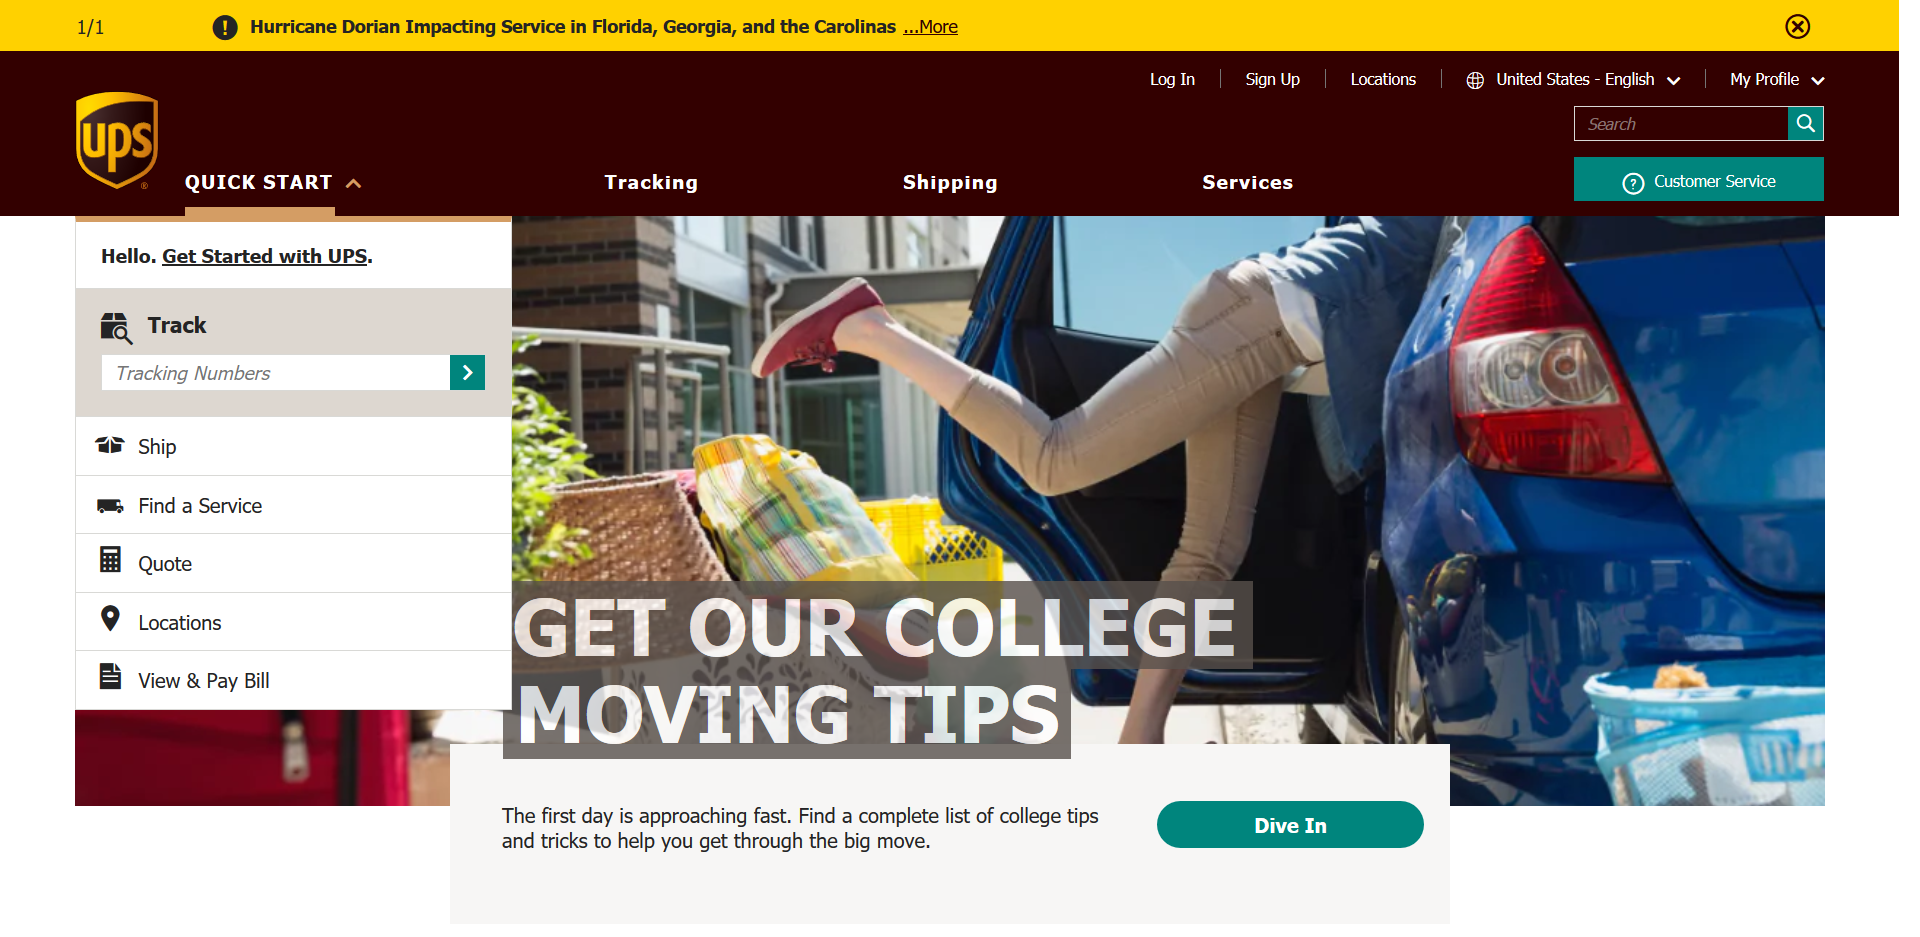 1/1
Hurricane Dorian Impacting Service in Florida, Georgia, and the Carolinas ...More
Log In
Sign Up
Locations
United States - English
My Profile
Search
ups
®
QUICK START
Tracking
Shipping
Services
Customer Service
Hello. Get Started with UPS.
Track
Tracking Numbers
Ship
Find a Service
Quote
Locations
View & Pay Bill
GET OUR COLLEGE
MOVING TIPS
The first day is approaching fast. Find a complete list of college tips
and tricks to help you get through the big move.
Dive In